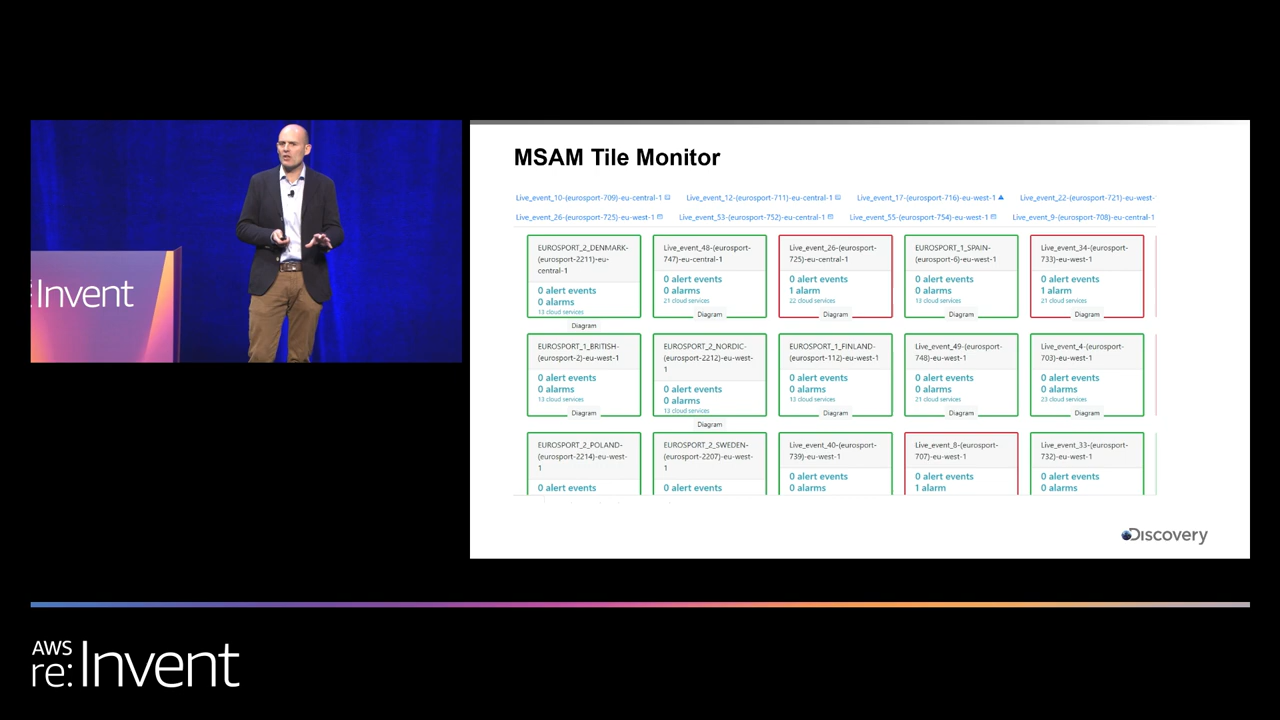 Invent
MSAM Tile Monitor
Live_event_10-(eurosport-709)-eu-central-1 Live_event_12-(eurosport-711)-eu-central-1 Live_event_17-(eurosport-716)-eu-west-1 Live_event_22-(eurosport-721)-eu-west-
Live_event_26-(eurosport-725)-eu-west-1 Live_event_53-(eurosport-752)-eu-central-1 Live_event_55-(eurosport-754)-eu-west-1 Live_event_9-(eurosport-708)-eu-central-1
EUROSPORT_2_DENMARK-
(eurosport-2211)-eu-
central-1
0 alert events
0 alarms
13 cloud services
Diagram
Live_event_48-(eurosport-
747)-eu-central-1
0 alert events
0 alarms
21 cloud services
Diagram
Live_event_26-(eurosport-
725)-eu-central-1
0 alert events
1 alarm
22 cloud services
Diagram
EUROSPORT_1_SPAIN-
(eurosport-6)-eu-west-1
0 alert events
0 alarms
13 cloud services
Diagram
Live_event_34-(eurosport-
733)-eu-west-1
0 alert events
1 alarm
21 cloud services
Diagram
EUROSPORT_1_BRITISH-
(eurosport-2)-eu-west-1
0 alert events
0 alarms
13 cloud services
Diagram
EUROSPORT_2_NORDIC-
(eurosport-2212)-eu-west-
1
0 alert events
0 alarms
13 cloud services
Diagram
EUROSPORT_1_FINLAND-
(eurosport-112)-eu-west-1
0 alert events
0 alarms
13 cloud services
Diagram
Live_event_49-(eurosport-
748)-eu-west-1
0 alert events
0 alarms
21 cloud services
Diagram
Live_event_4-(eurosport-
703)-eu-west-1
0 alert events
0 alarms
23 cloud services
Diagram
EUROSPORT_2_POLAND-
(eurosport-2214)-eu-west-
1
0 alert events
EUROSPORT_2_SWEDEN-
(eurosport-2207)-eu-west-
1
0 alert events
Live_event_40-(eurosport-
739)-eu-west-1
0 alert events
0 alarms
Live_event_8-(eurosport-
707)-eu-west-1
0 alert events
1 alarm
Live_event_33-(eurosport-
732)-eu-west-1
0 alert events
0 alarms
Discovery
AWS
re:Invent